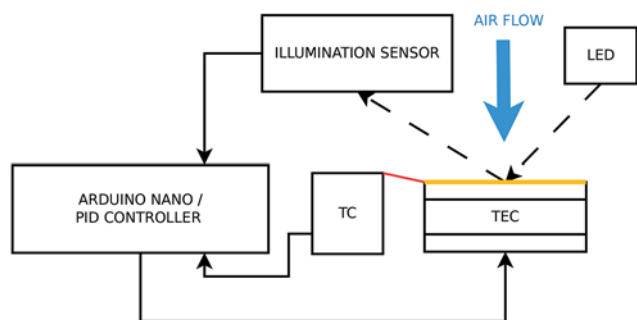 AIR FLOW
ILLUMINATION SENSOR
LED
ARDUINO NANO /
PID CONTROLLER
TC
TEC